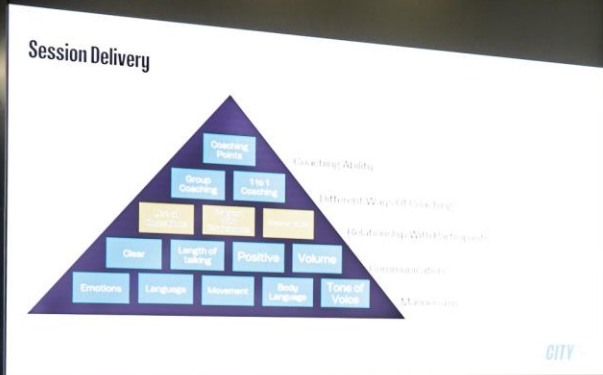 Session Delivery
Coaching
Points
Coaching Ability
Group
Coaching
1 to 1
Coaching
Different Ways Of Coaching
Relationship With Participants
Clear
Length of
talking
Positive
Volume
Communication
Emotions
Language
Movement
Body
Language
Tone of
Voice
Mannerisms
CITY